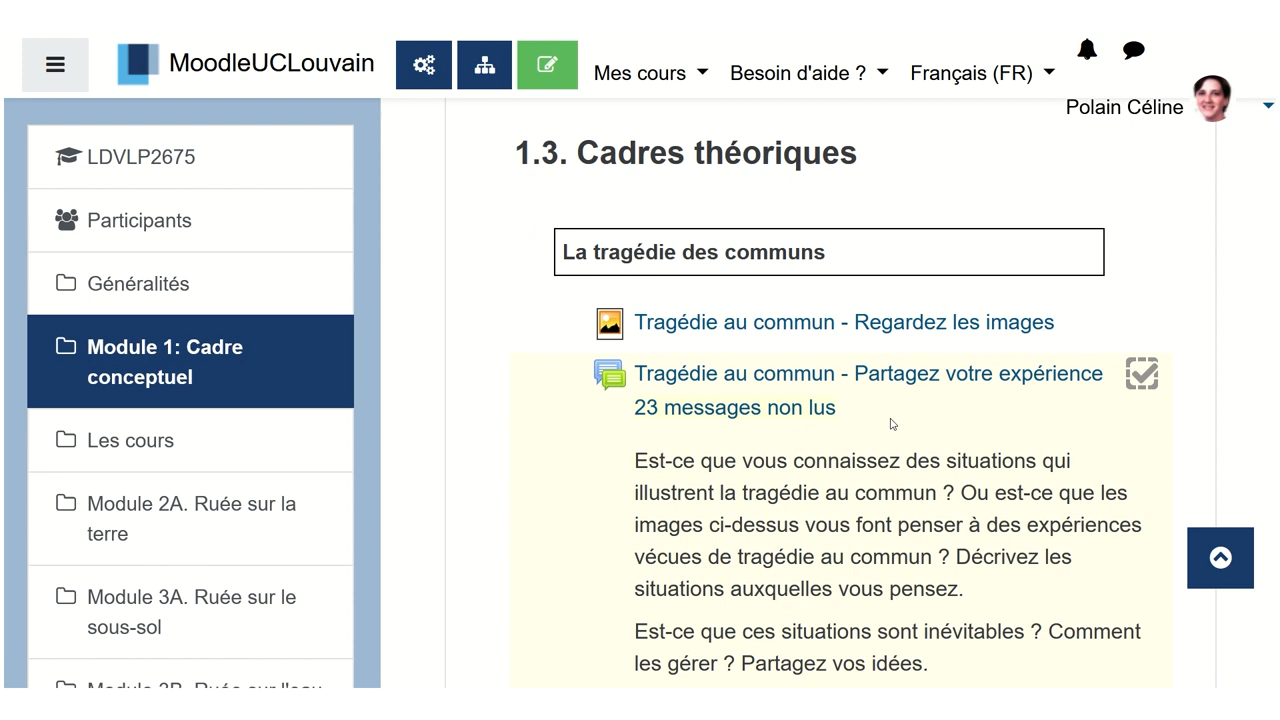 MoodleUCLouvain
Mes cours
Besoin d'aide ?
Français (FR)
Polain Céline
LDVLP2675
Participants
Généralités
Module 1: Cadre
conceptuel
Les cours
Module 2A. Ruée sur la
terre
Module 3A. Ruée sur le
sous-sol
Module 3B. Ruée sur l'eau
1.3. Cadres théoriques
La tragédie des communs
Tragédie au commun - Regardez les images
Tragédie au commun - Partagez votre expérience
23 messages non lus
Est-ce que vous connaissez des situations qui
illustrent la tragédie au commun ? Ou est-ce que les
images ci-dessus vous font penser à des expériences
vécues de tragédie au commun ? Décrivez les
situations auxquelles vous pensez.
Est-ce que ces situations sont inévitables ? Comment
les gérer ? Partagez vos idées.